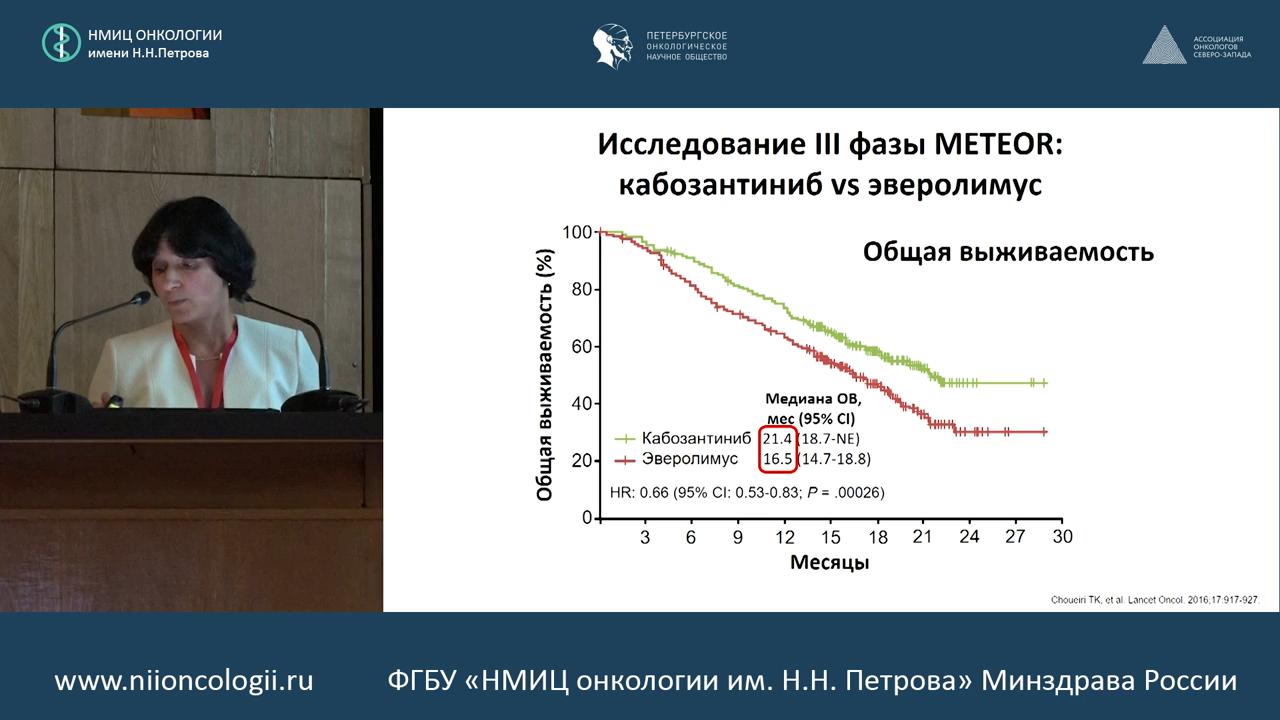 НМИЦ ОНКОЛОГИИ
имени Н.Н.Петрова
ПЕТЕРБУРГСКОЕ
ОНКОЛОГИЧЕСКОЕ
НАУЧНОЕ ОБЩЕСТВО
АССОЦИАЦИЯ
ОНКОЛОГОВ
СЕВЕРО-ЗАПАДА
Исследование III фазы METEOR:
кабозантиниб vs эверолимус
Общая выживаемость
Общая выживаемость (%)
100
80
60
40
20
0
Медиана ОВ,
мес (95% CI)
Кабозантиниб 21.4 (18.7-NE)
Эверолимус 16.5 (14.7-18.8)
HR: 0.66 (95% CI: 0.53-0.83; P = .00026)
3 6 9 12 15 18 21 24 27 30
Месяцы
Choueiri TK, et al. Lancet Oncol. 2016;17:917-927.
www.niioncologii.ru
ФГБУ «НМИЦ онкологии им. Н.Н. Петрова» Минздрава России